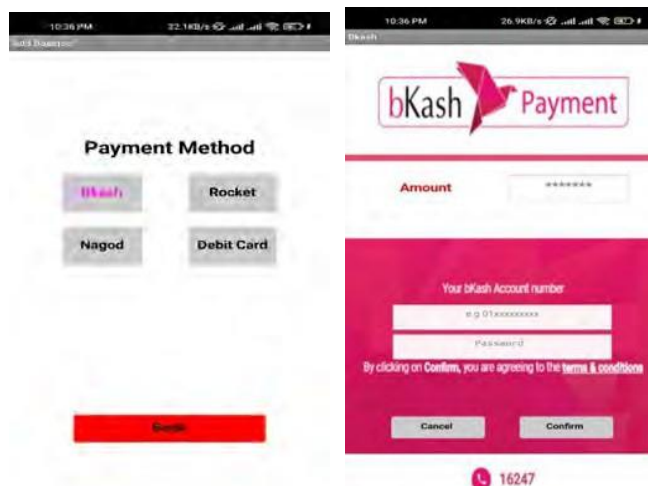 10:36 PM 22.1KB/s
Payment Method
Bkash Rocket
Nagod Debit Card
10:36 PM 26.9KB/s
Bkash
bKash Payment
Amount *******
Your bKash Account number
e.g 01xxxxxxxxx
Password
By clicking on Confirm, you are agreeing to the terms & conditions
Cancel Confirm
16247